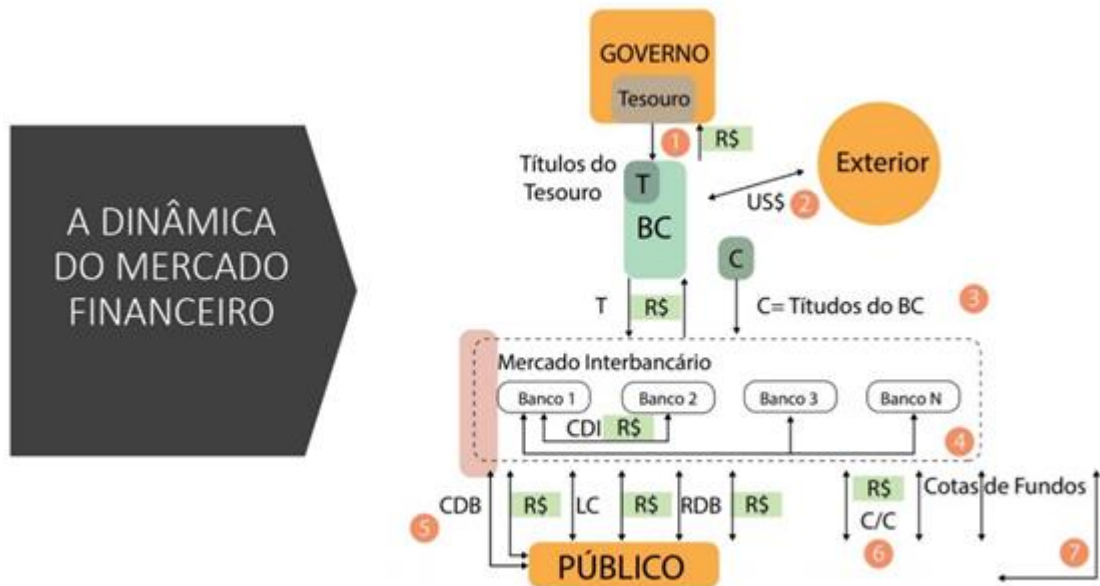 A DINÂMICA
DO MERCADO
FINANCEIRO
GOVERNO
Tesouro
1
R$
Títulos do
Tesouro
T
BC
US$ 2
Exterior
C
T
R$
C= Títudos do BC
3
Mercado Interbancário
Banco 1
Banco 2
Banco 3
Banco N
CDI R$
4
5
CDB
R$
LC
R$
RDB
R$
R$
C/C
6
Cotas de Fundos
7
PÚBLICO